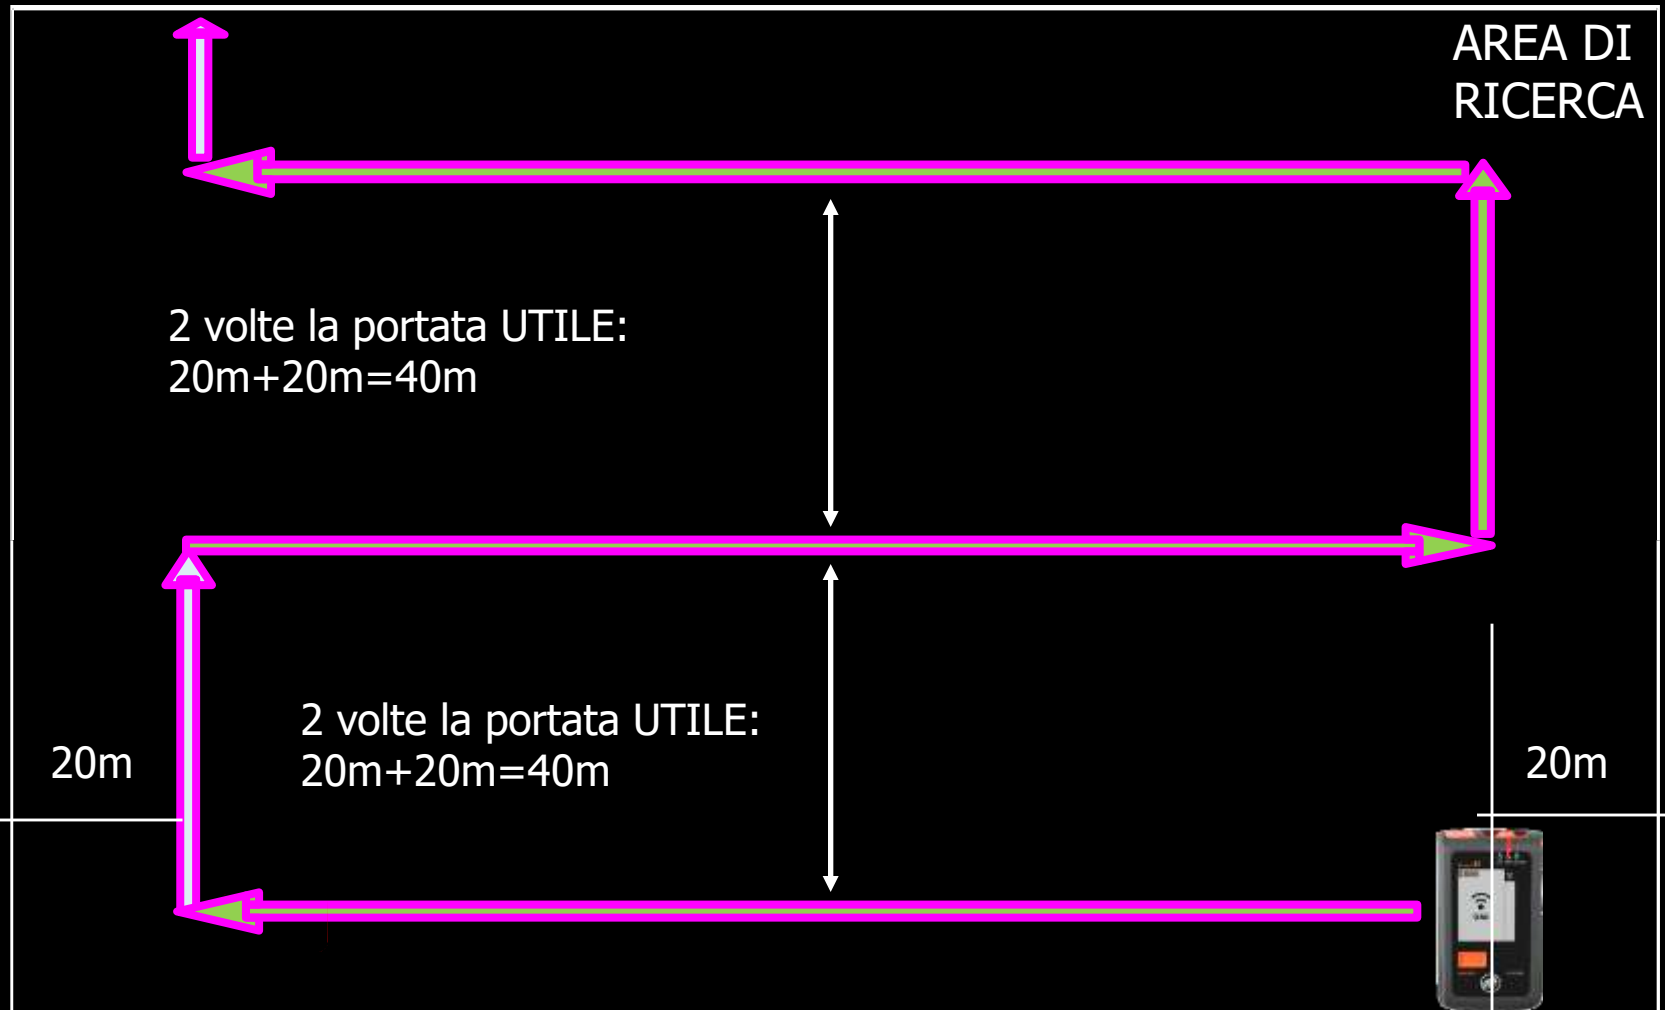 AREA DI
RICERCA
2 volte la portata UTILE:
20m+20m=40m
2 volte la portata UTILE:
20m+20m=40m
20m
20m